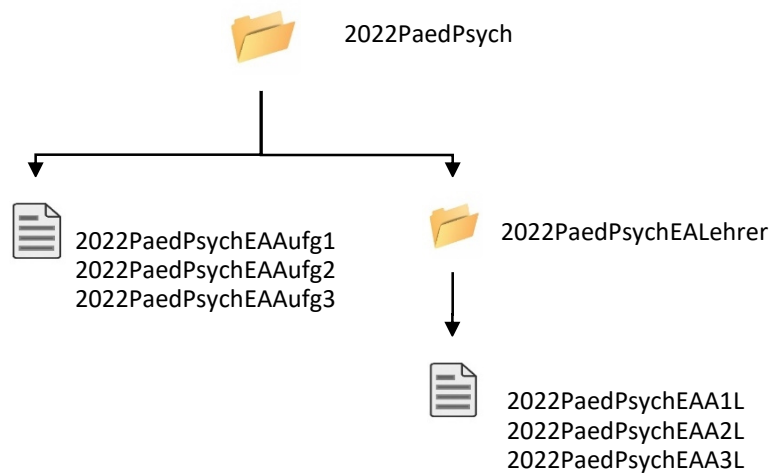 2022PaedPsych
2022PaedPsychEAAufg1
2022PaedPsychEAAufg2
2022PaedPsychEAAufg3
2022PaedPsychEALehrer
2022PaedPsychEAA1L
2022PaedPsychEAA2L
2022PaedPsychEAA3L